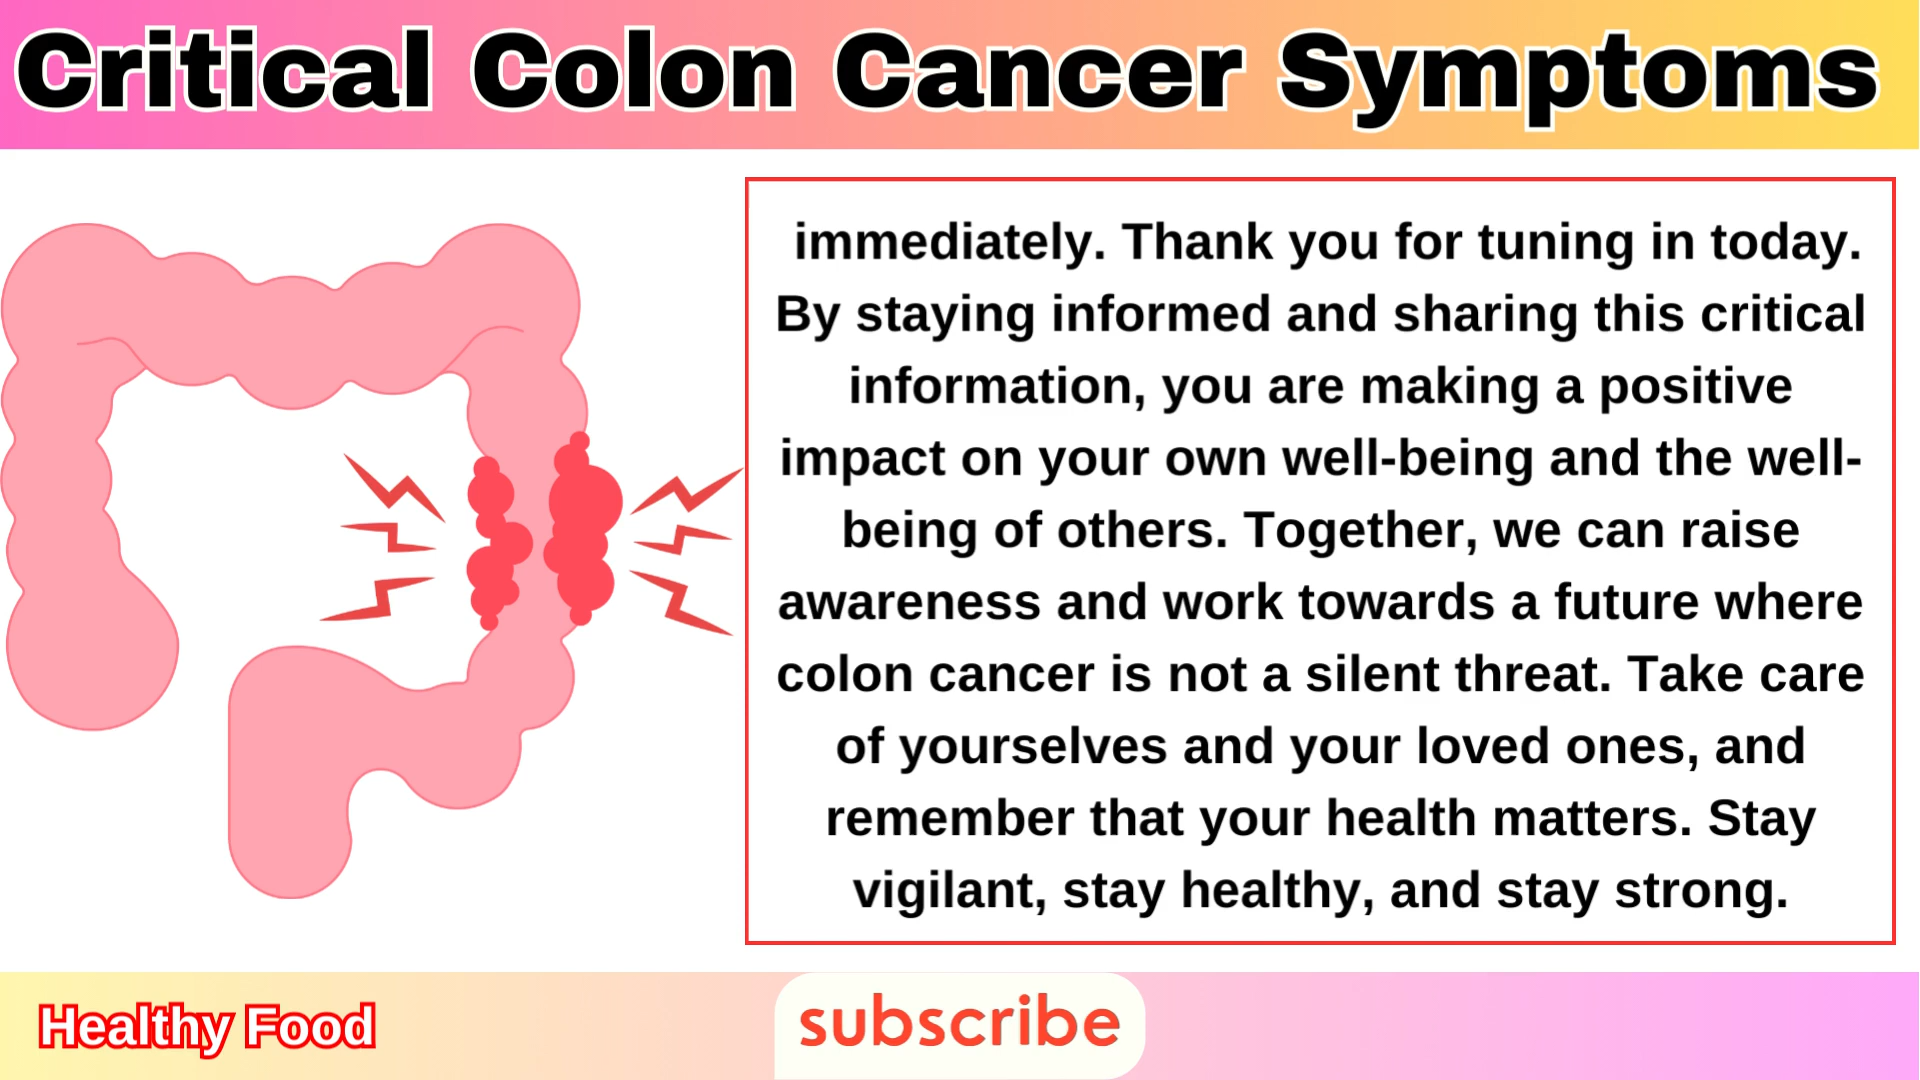 Critical Colon Cancer Symptoms
immediately. Thank you for tuning in today.
By staying informed and sharing this critical
information, you are making a positive
impact on your own well-being and the well-
being of others. Together, we can raise
awareness and work towards a future where
colon cancer is not a silent threat. Take care
of yourselves and your loved ones, and
remember that your health matters. Stay
vigilant, stay healthy, and stay strong.
Healthy Food
subscribe